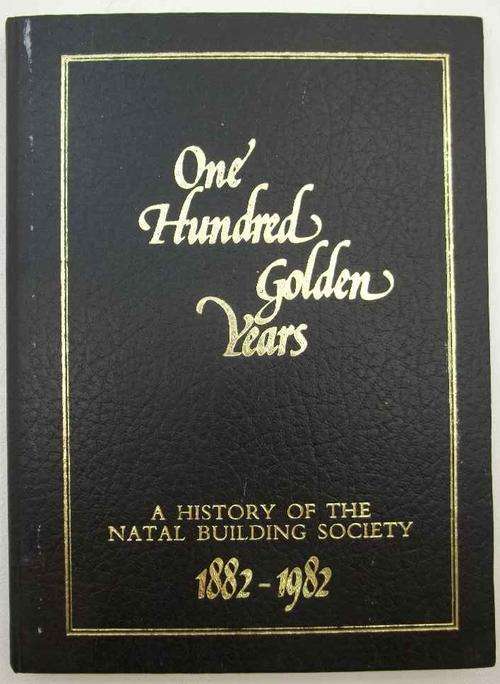 One
Hundred
Golden
Years
A HISTORY OF THE
NATAL BUILDING SOCIETY
1882-1982